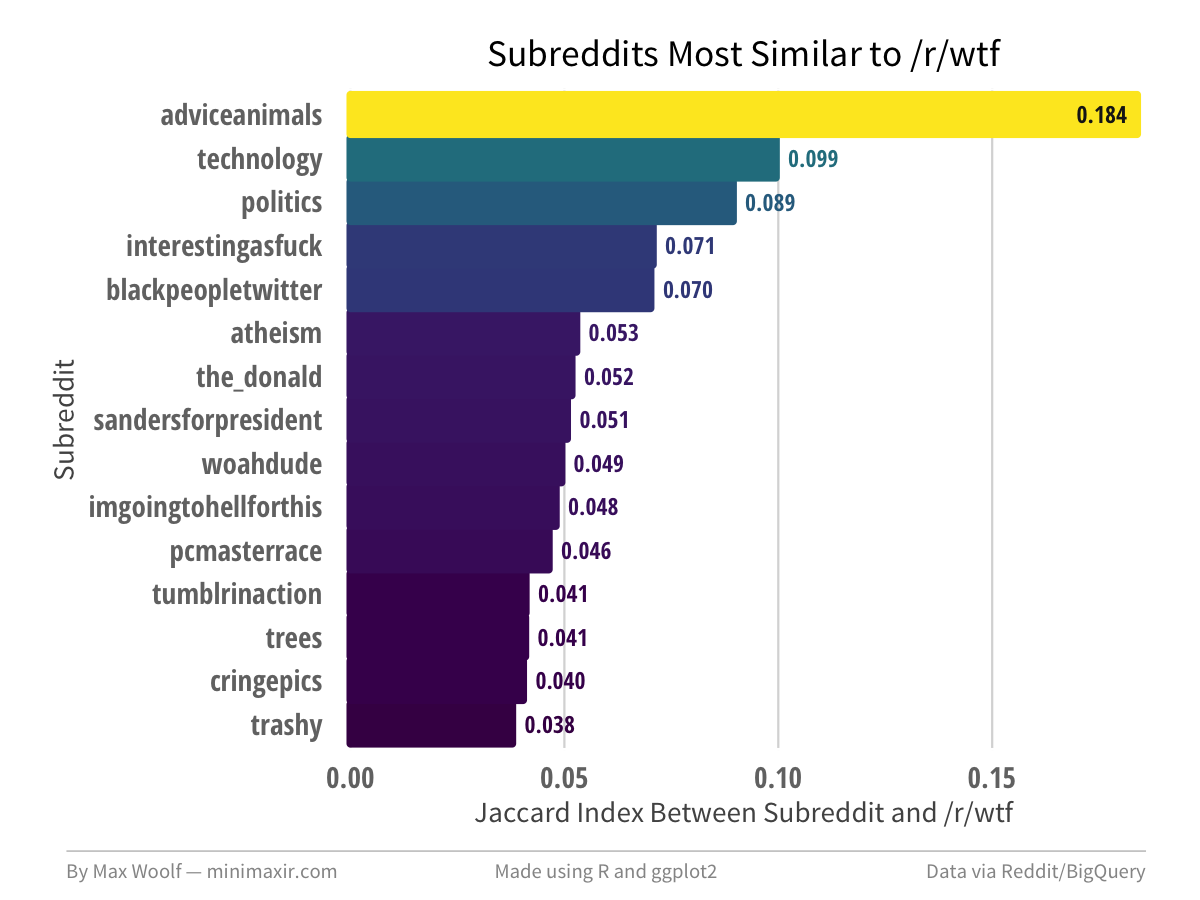 Subreddits Most Similar to /r/wtf
adviceanimals 0.184
technology 0.099
politics 0.089
interestingasfuck 0.071
blackpeopletwitter 0.070
atheism 0.053
the_donald 0.052
sandersforpresident 0.051
woahdude 0.049
imgoingtohellforthis 0.048
pcmasterrace 0.046
tumblrinaction 0.041
trees 0.041
cringepics 0.040
trashy 0.038
Subreddit
0.00 0.05 0.10 0.15
Jaccard Index Between Subreddit and /r/wtf
By Max Woolf — minimaxir.com Made using R and ggplot2 Data via Reddit/BigQuery